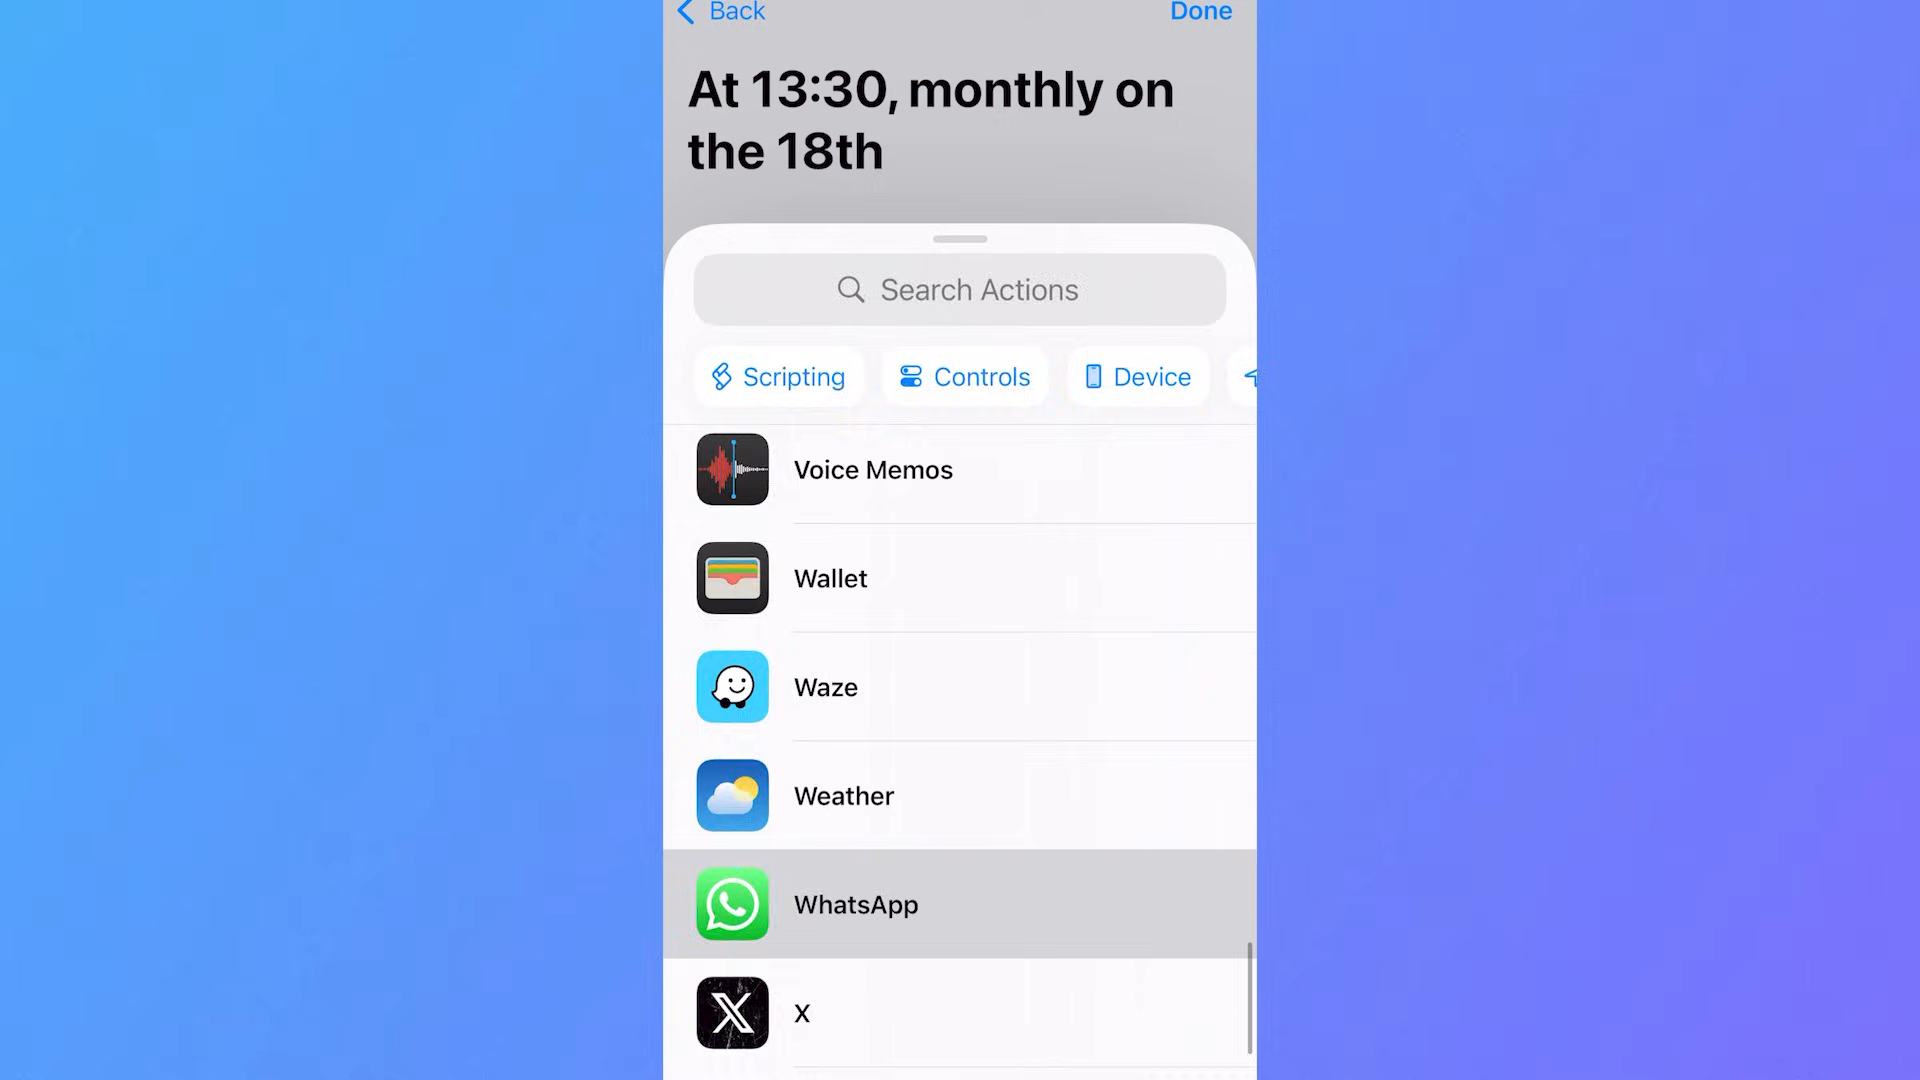 Back
Done
At 13:30, monthly on
the 18th
Search Actions
Scripting
Controls
Device
Voice Memos
Wallet
Waze
Weather
WhatsApp
X